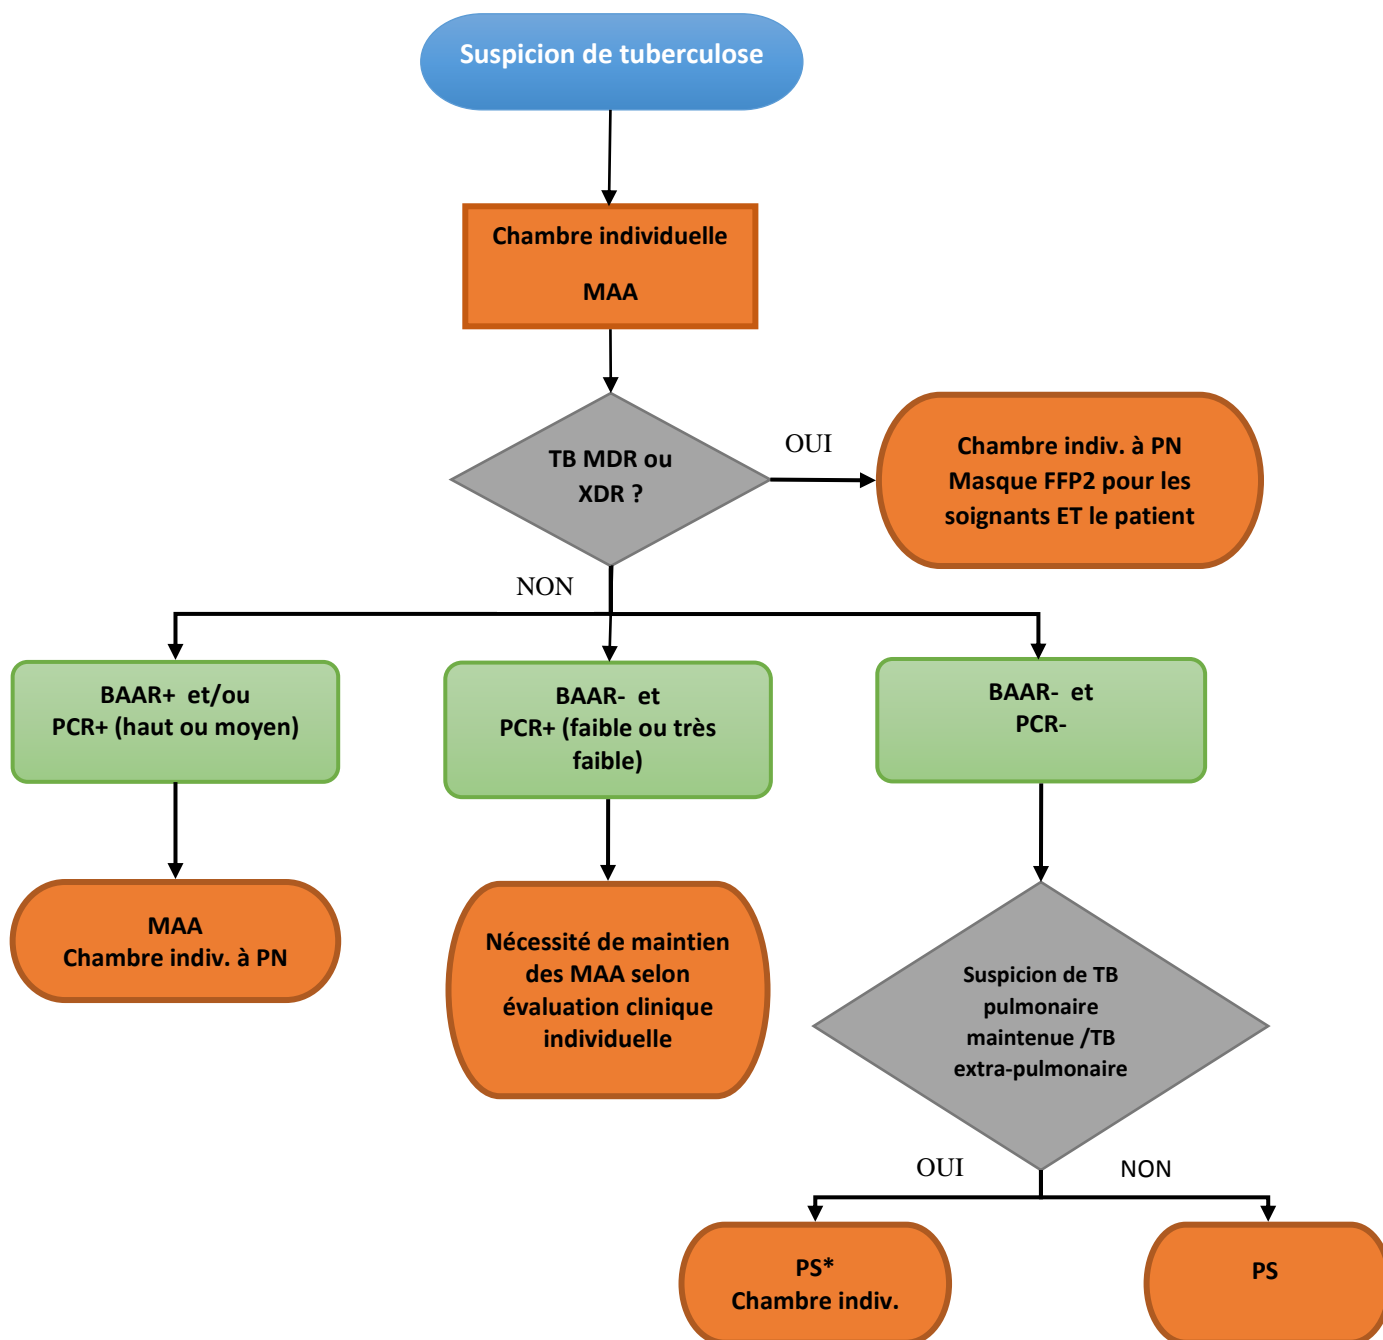 Suspicion de tuberculose
Chambre individuelle
MAA
TB MDR ou
XDR ?
OUI
Chambre indiv. à PN
Masque FFP2 pour les
soignants ET le patient
NON
BAAR+ et/ou
PCR+ (haut ou moyen)
BAAR- et
PCR+ (faible ou très
faible)
BAAR- et
PCR-
MAA
Chambre indiv. à PN
Nécessité de maintien
des MAA selon
évaluation clinique
individuelle
Suspicion de TB
pulmonaire
maintenue /TB
extra-pulmonaire
OUI
NON
PS*
Chambre indiv.
PS